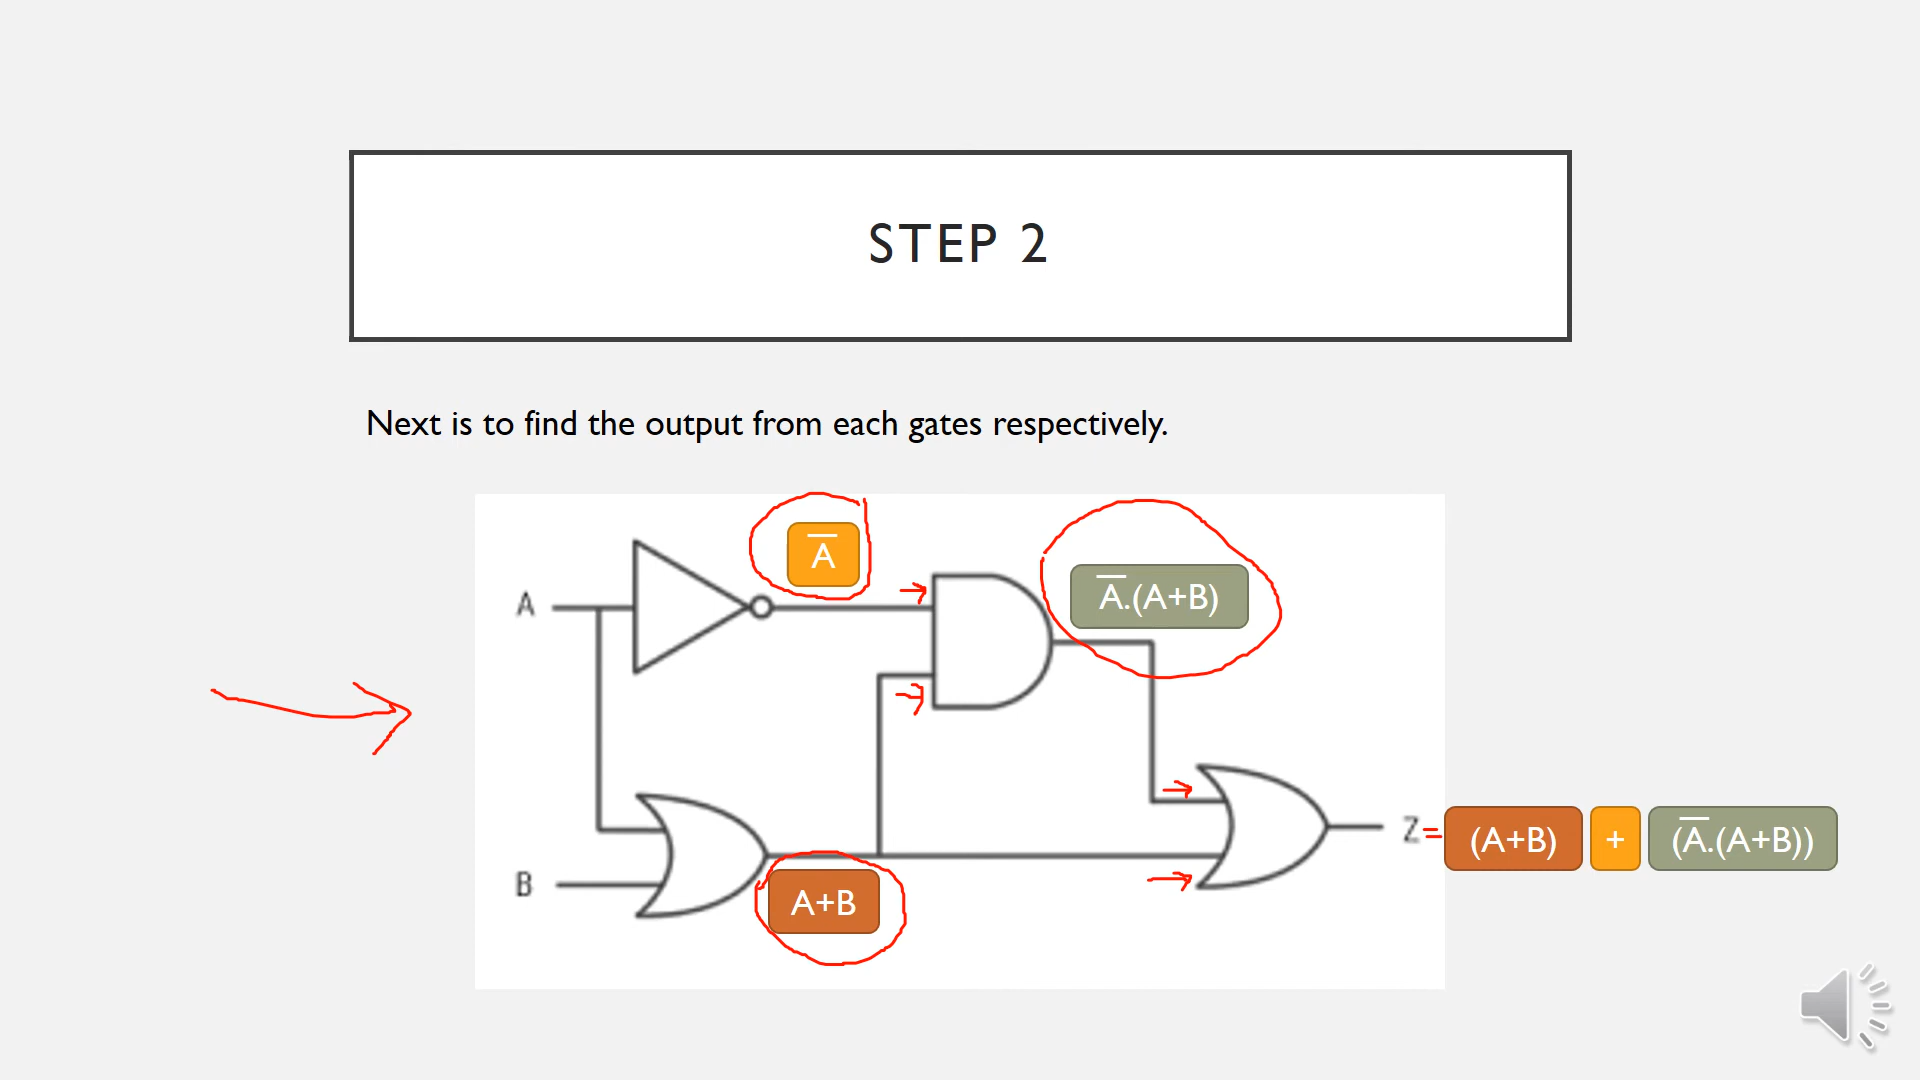 STEP 2
Next is to find the output from each gates respectively.
A̅
A
A̅.(A+B)
B
A+B
Z= (A+B) + (A̅.(A+B))